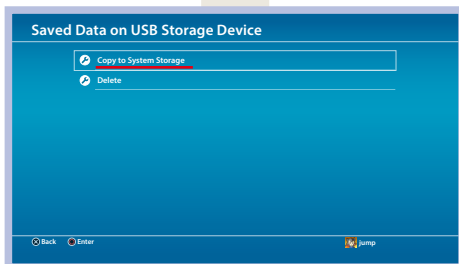 Saved Data on USB Storage Device
Copy to System Storage
Delete
Back Enter jump